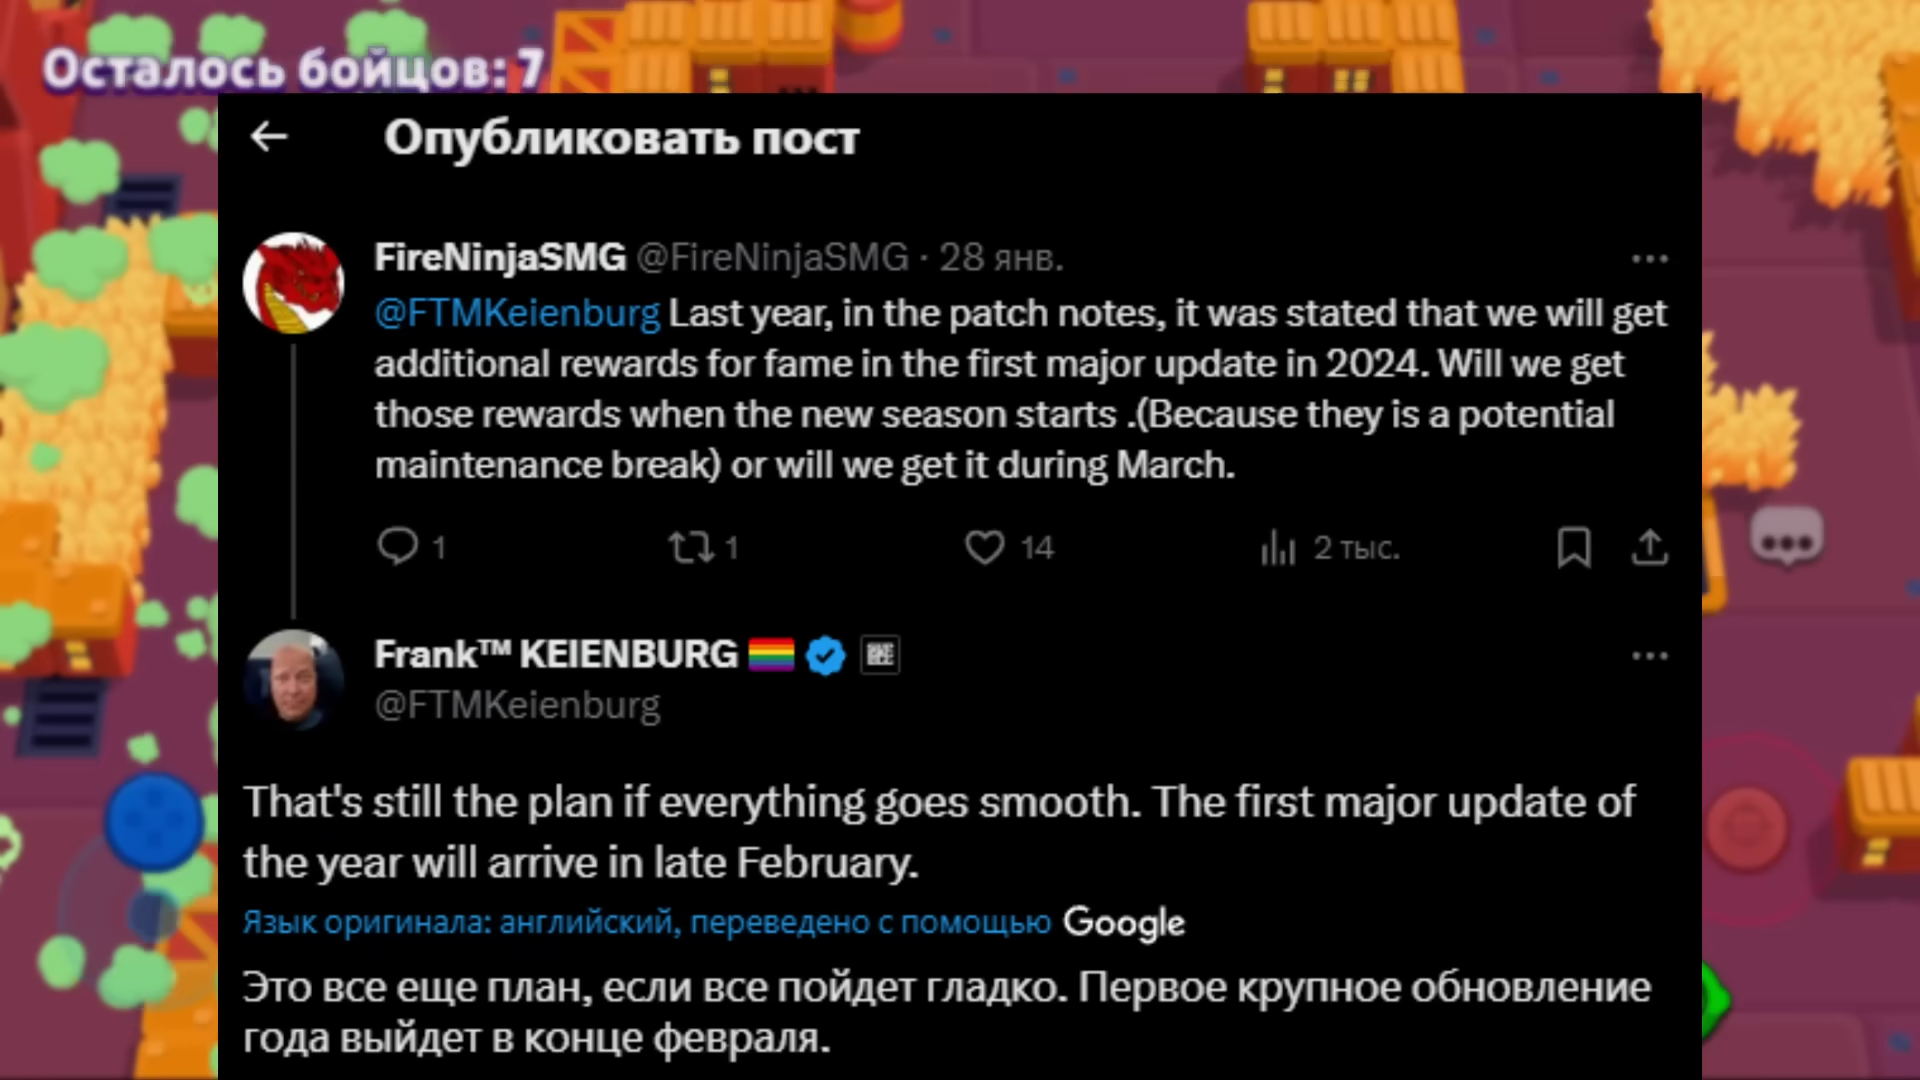 Осталось бойцов: 7
Опубликовать пост
FireNinjaSMG @FireNinjaSMG · 28 янв.
@FTMKeienburg Last year, in the patch notes, it was stated that we will get
additional rewards for fame in the first major update in 2024. Will we get
those rewards when the new season starts .(Because they is a potential
maintenance break) or will we get it during March.
1 1 14 2 тыс.
Frank™ KEIENBURG
@FTMKeienburg
That's still the plan if everything goes smooth. The first major update of
the year will arrive in late February.
Язык оригинала: английский, переведено с помощью Google
Это все еще план, если все пойдет гладко. Первое крупное обновление
года выйдет в конце февраля.